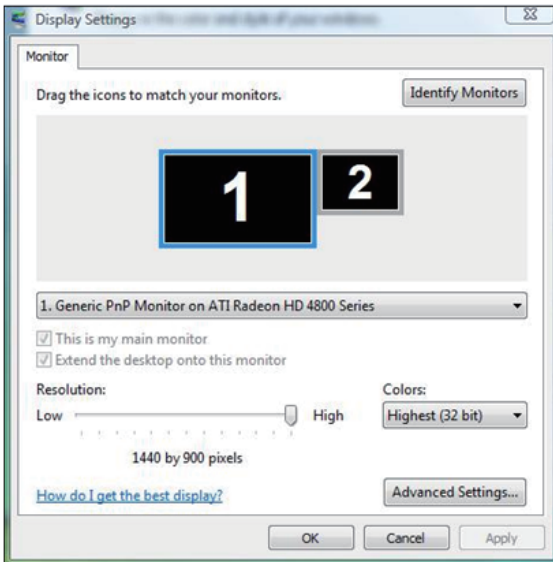 Display Settings
Monitor
Drag the icons to match your monitors.
Identify Monitors
1
2
1. Generic PnP Monitor on ATI Radeon HD 4800 Series
This is my main monitor
Extend the desktop onto this monitor
Resolution:
Colors:
Low
High
Highest (32 bit)
1440 by 900 pixels
How do I get the best display?
Advanced Settings...
OK
Cancel
Apply